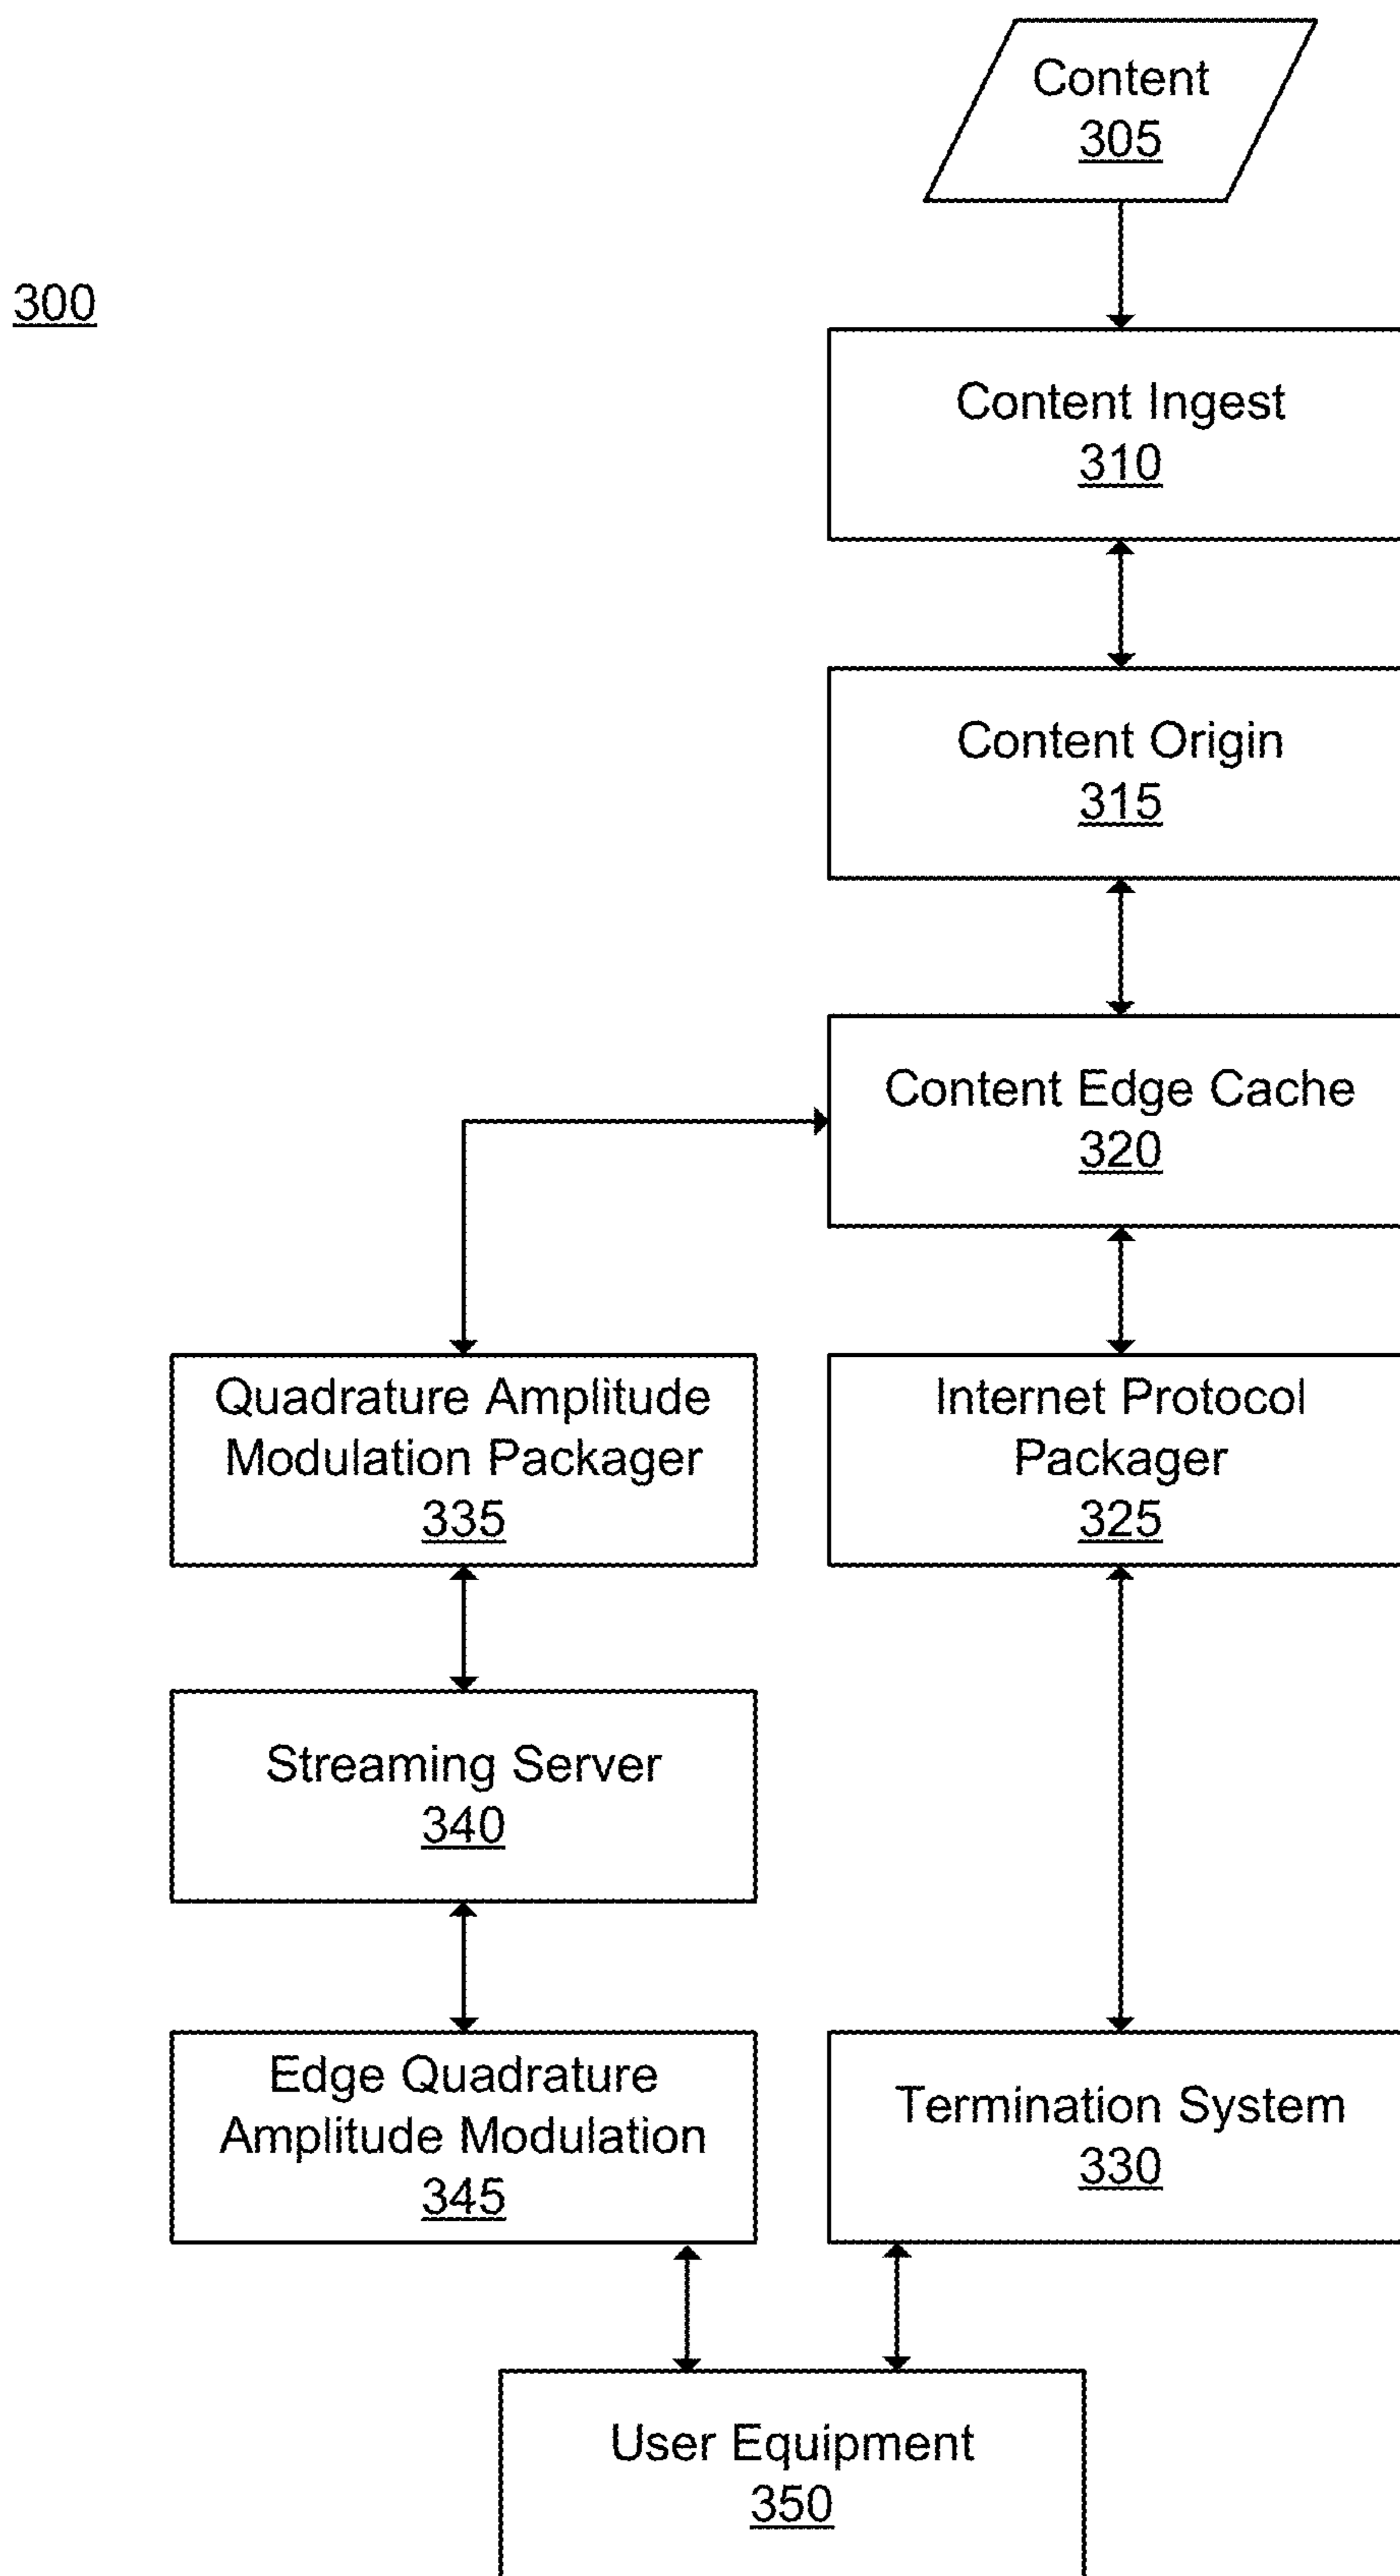 Content
305
300
Content Ingest
310
Content Origin
315
Content Edge Cache
320
Quadrature Amplitude
Modulation Packager
335
Internet Protocol
Packager
325
Streaming Server
340
Edge Quadrature
Amplitude Modulation
345
Termination System
330
User Equipment
350